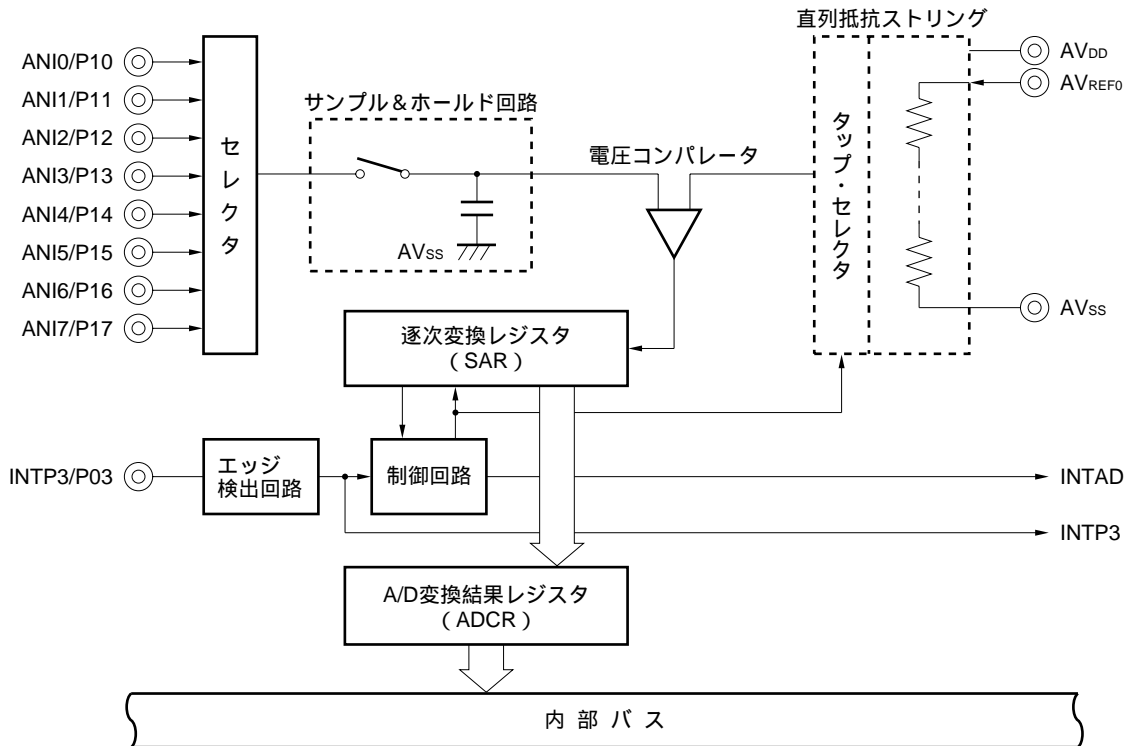 直列抵抗ストリング
ANI0/P10
ANI1/P11
ANI2/P12
ANI3/P13
ANI4/P14
ANI5/P15
ANI6/P16
ANI7/P17
セレクタ
サンプル＆ホールド回路
AVSS
電圧コンパレータ
タップ・セレクタ
AVDD
AVREF0
AVSS
逐次変換レジスタ
（SAR）
INTP3/P03
エッジ
検出回路
制御回路
INTAD
INTP3
A/D変換結果レジスタ
（ADCR）
内部バス